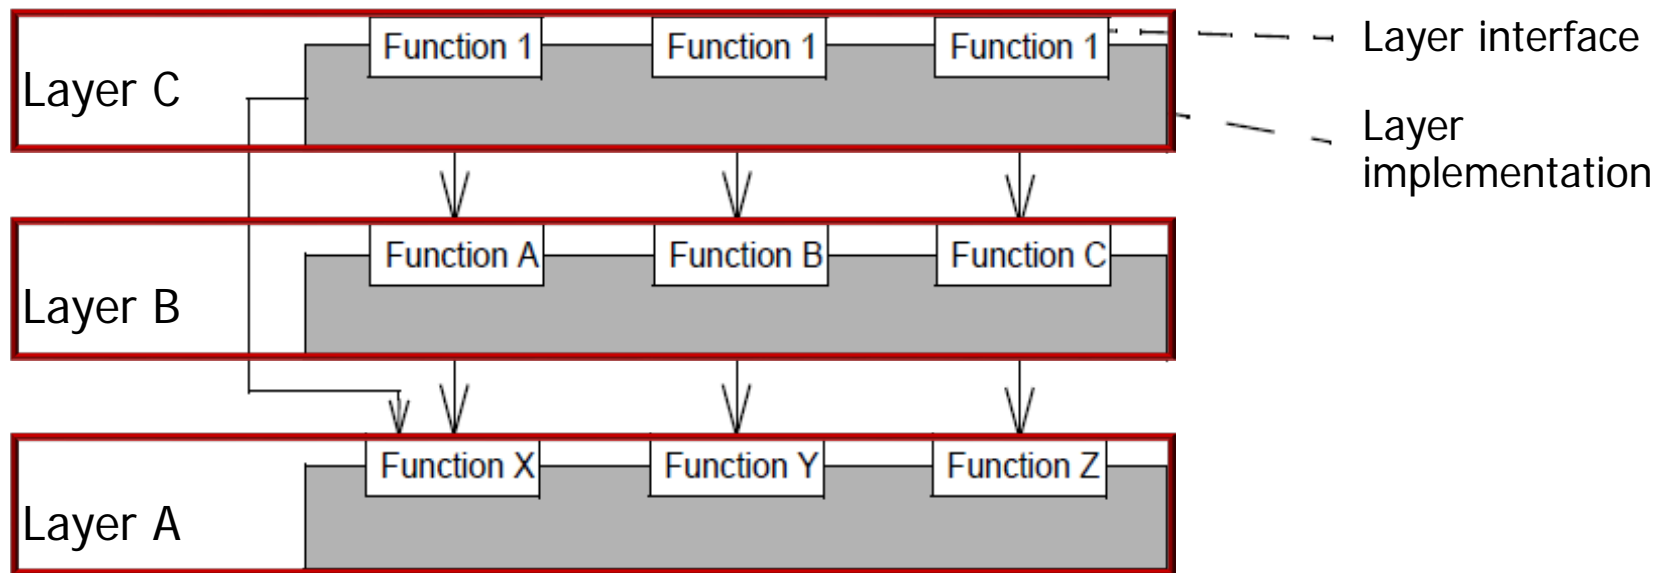 Function 1
Function 1
Function 1
Layer interface
Layer C
Layer
implementation
Function A
Function B
Function C
Layer B
Function X
Function Y
Function Z
Layer A